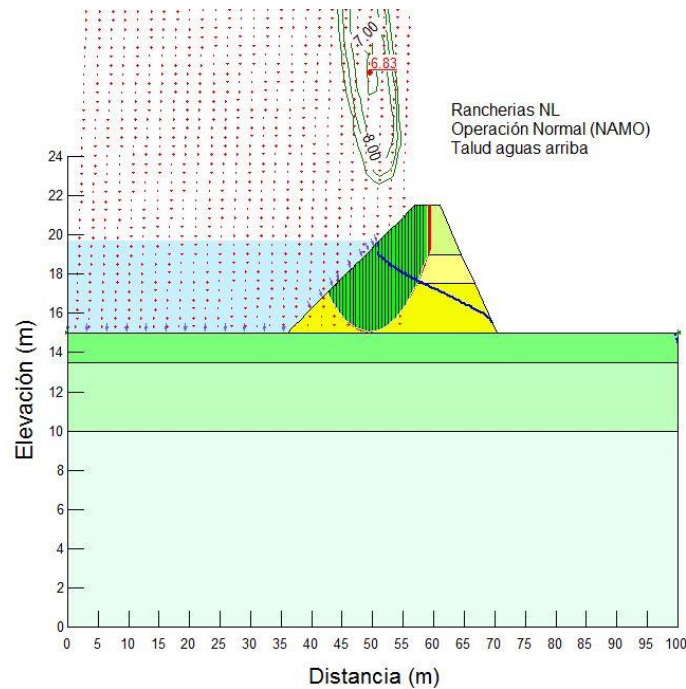 7.00
6.83
8.00
Rancherias NL
Operación Normal (NAMO)
Talud aguas arriba
24
22
20
18
16
14
12
10
8
6
4
2
0
Elevación (m)
0 5 10 15 20 25 30 35 40 45 50 55 60 65 70 75 80 85 90 95 100
Distancia (m)